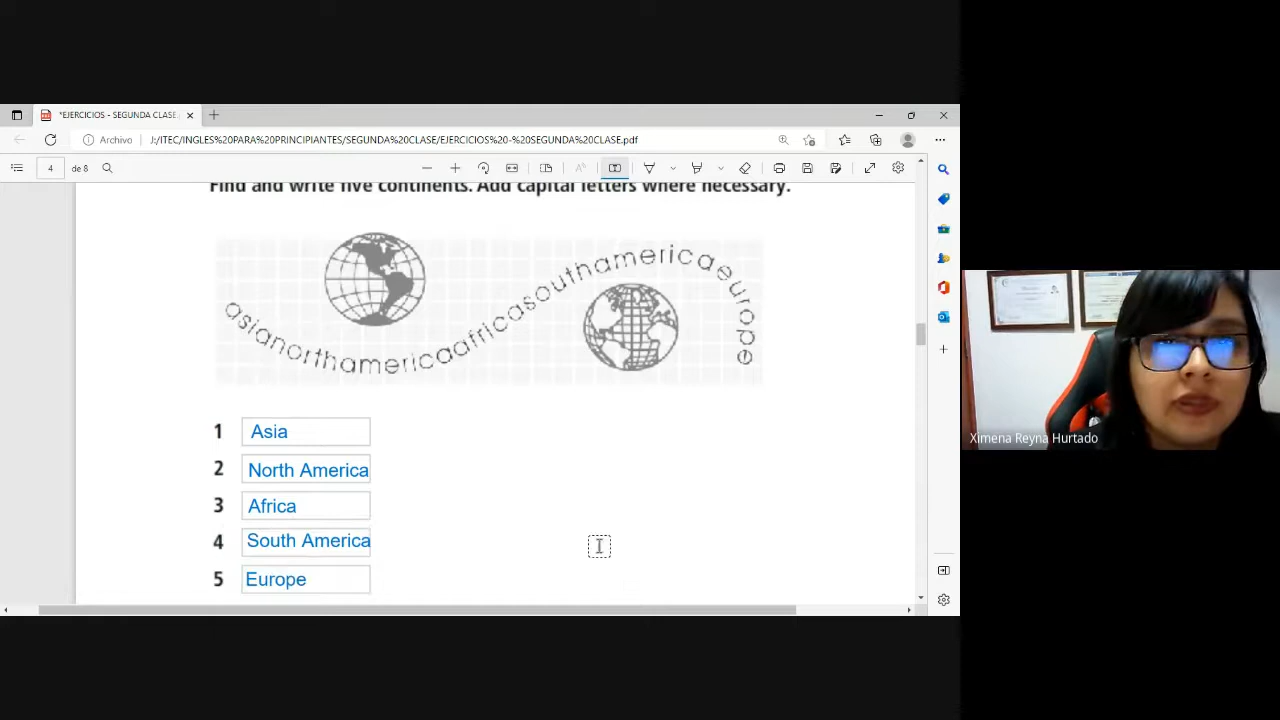 *EJERCICIOS - SEGUNDA CLASE.
Archivo J:/ITEC/INGLES%20PARA%20PRINCIPIANTES/SEGUNDA%20CLASE/EJERCICIOS%20-%20SEGUNDA%20CLASE.pdf
4 de 8
Find and write five continents. Add capital letters where necessary.
asianorthamericaafricasouthamericaeurope
1 Asia
2 North America
3 Africa
4 South America
5 Europe
Ximena Reyna Hurtado